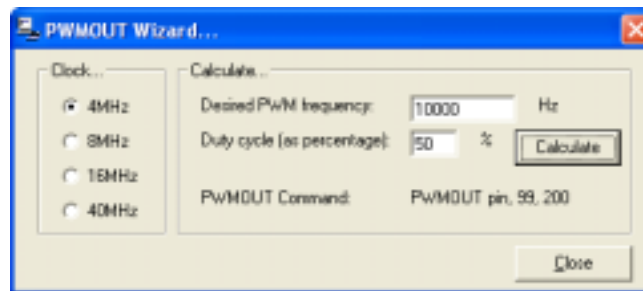 PWMOUT Wizard...
Clock...
4MHz
8MHz
16MHz
40MHz
Calculate...
Desired PWM frequency: 10000 Hz
Duty cycle (as percentage): 50 % Calculate
PWMOUT Command: PWMOUT pin, 99, 200
Close